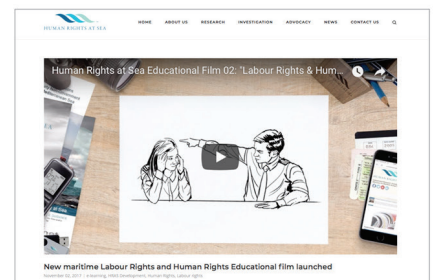 HUMAN RIGHTS AT SEA
HOME ABOUT US RESEARCH INVESTIGATION ADVOCACY NEWS CONTACT US
Human Rights at Sea Educational Film 02: "Labour Rights & Hum...
New maritime Labour Rights and Human Rights Educational film launched